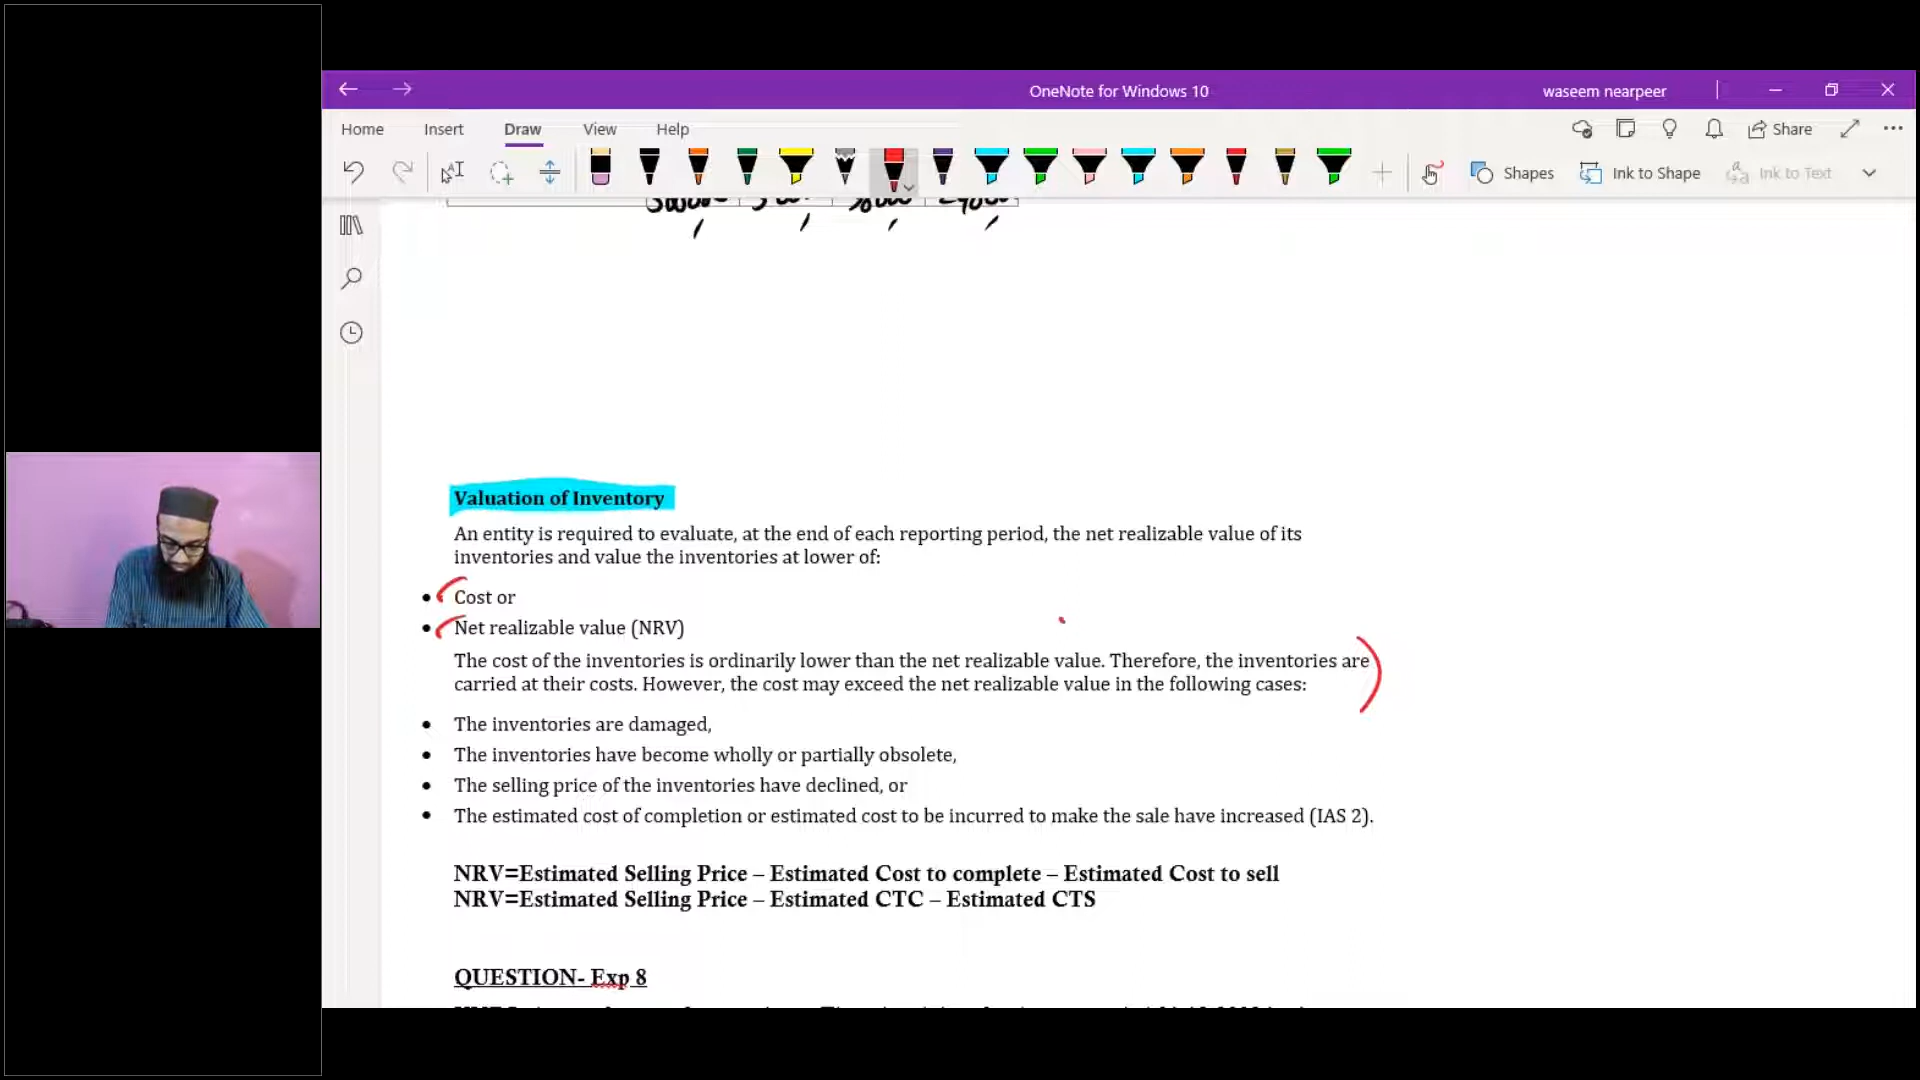 OneNote for Windows 10
waseem nearpeer
Home Insert Draw View Help
Share
Shapes Ink to Shape Ink to Text
Valuation of Inventory
An entity is required to evaluate, at the end of each reporting period, the net realizable value of its
inventories and value the inventories at lower of:
• Cost or
• Net realizable value (NRV)
The cost of the inventories is ordinarily lower than the net realizable value. Therefore, the inventories are
carried at their costs. However, the cost may exceed the net realizable value in the following cases:
• The inventories are damaged,
• The inventories have become wholly or partially obsolete,
• The selling price of the inventories have declined, or
• The estimated cost of completion or estimated cost to be incurred to make the sale have increased (IAS 2).
NRV=Estimated Selling Price – Estimated Cost to complete – Estimated Cost to sell
NRV=Estimated Selling Price – Estimated CTC – Estimated CTS
QUESTION- Exp 8